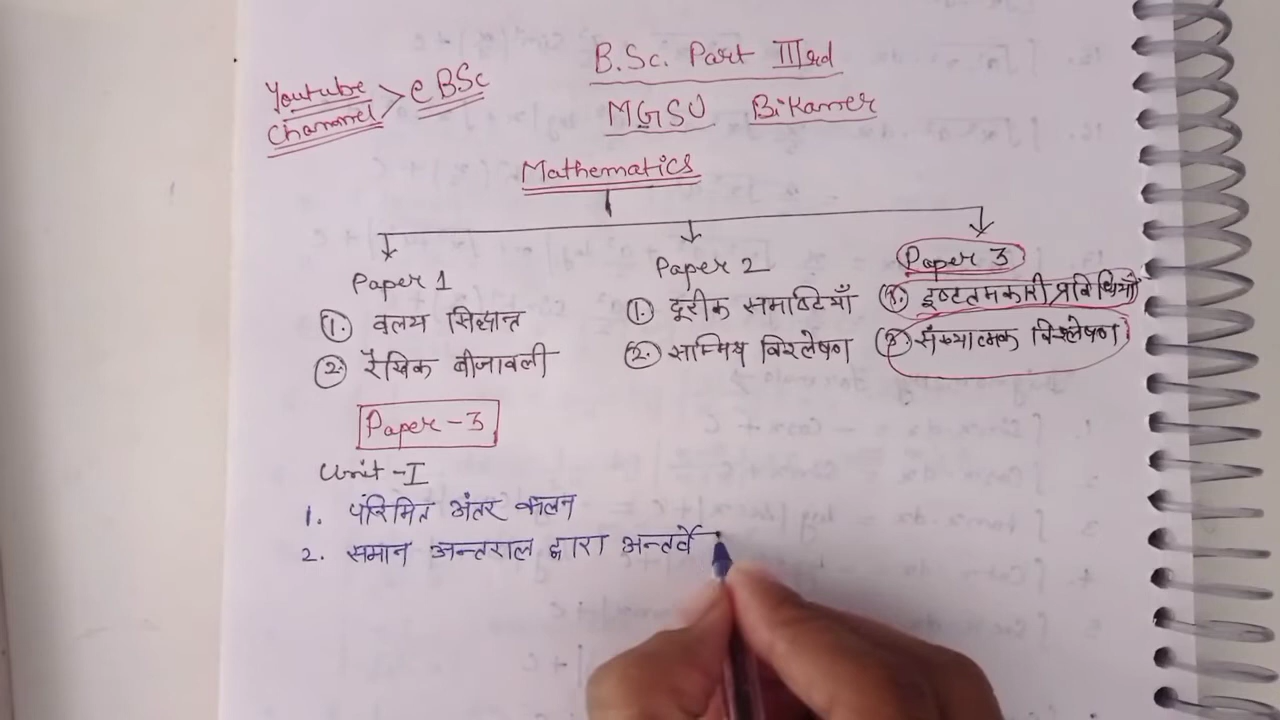 B.Sc. Part IIIrd
Youtube Channel > eBSc
MGSU Bikaner
Mathematics
Paper 1
Paper 2
Paper 3
1. वलय सिद्धान्त
1. दूरीक समाष्टियाँ
1. इष्टतमकारी प्रविधियाँ
2. रैखिक बीजावली
2. सम्मिश्र विश्लेषण
2. संख्यात्मक विश्लेषण
Paper - 3
Unit - I
1. परिमित अंतर कलन
2. समान अन्तराल द्वारा अन्तर्वे